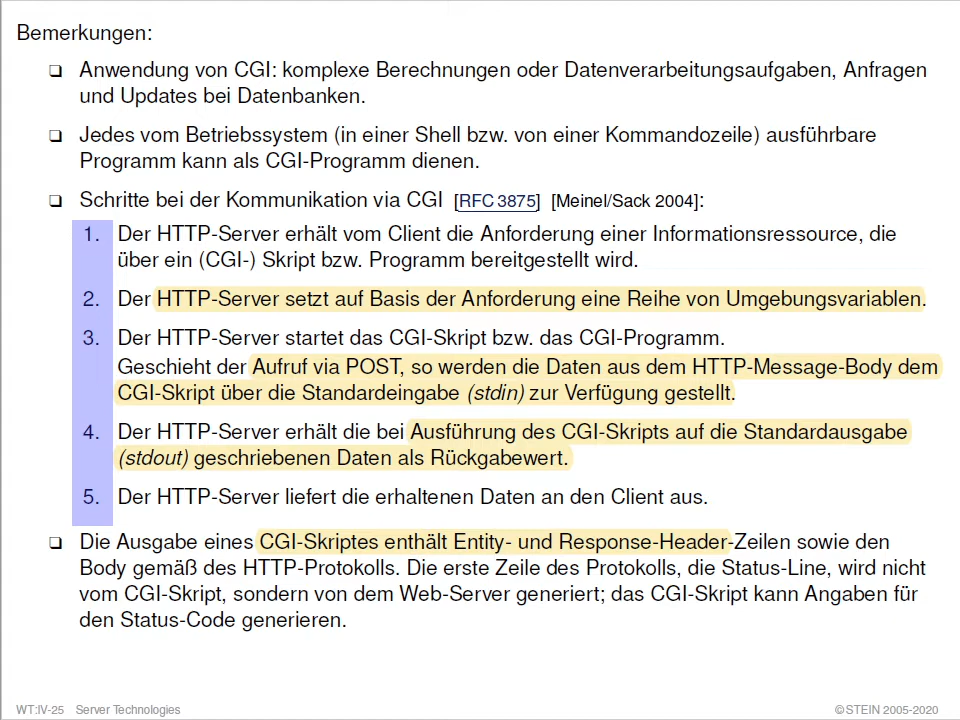 Bemerkungen:
❑ Anwendung von CGI: komplexe Berechnungen oder Datenverarbeitungsaufgaben, Anfragen
und Updates bei Datenbanken.
❑ Jedes vom Betriebssystem (in einer Shell bzw. von einer Kommandozeile) ausführbare
Programm kann als CGI-Programm dienen.
❑ Schritte bei der Kommunikation via CGI [RFC 3875] [Meinel/Sack 2004]:
1. Der HTTP-Server erhält vom Client die Anforderung einer Informationsressource, die
über ein (CGI-) Skript bzw. Programm bereitgestellt wird.
2. Der HTTP-Server setzt auf Basis der Anforderung eine Reihe von Umgebungsvariablen.
3. Der HTTP-Server startet das CGI-Skript bzw. das CGI-Programm.
Geschieht der Aufruf via POST, so werden die Daten aus dem HTTP-Message-Body dem
CGI-Skript über die Standardeingabe (stdin) zur Verfügung gestellt.
4. Der HTTP-Server erhält die bei Ausführung des CGI-Skripts auf die Standardausgabe
(stdout) geschriebenen Daten als Rückgabewert.
5. Der HTTP-Server liefert die erhaltenen Daten an den Client aus.
❑ Die Ausgabe eines CGI-Skriptes enthält Entity- und Response-Header-Zeilen sowie den
Body gemäß des HTTP-Protokolls. Die erste Zeile des Protokolls, die Status-Line, wird nicht
vom CGI-Skript, sondern von dem Web-Server generiert; das CGI-Skript kann Angaben für
den Status-Code generieren.
WT:IV-25 Server Technologies ©STEIN 2005-2020